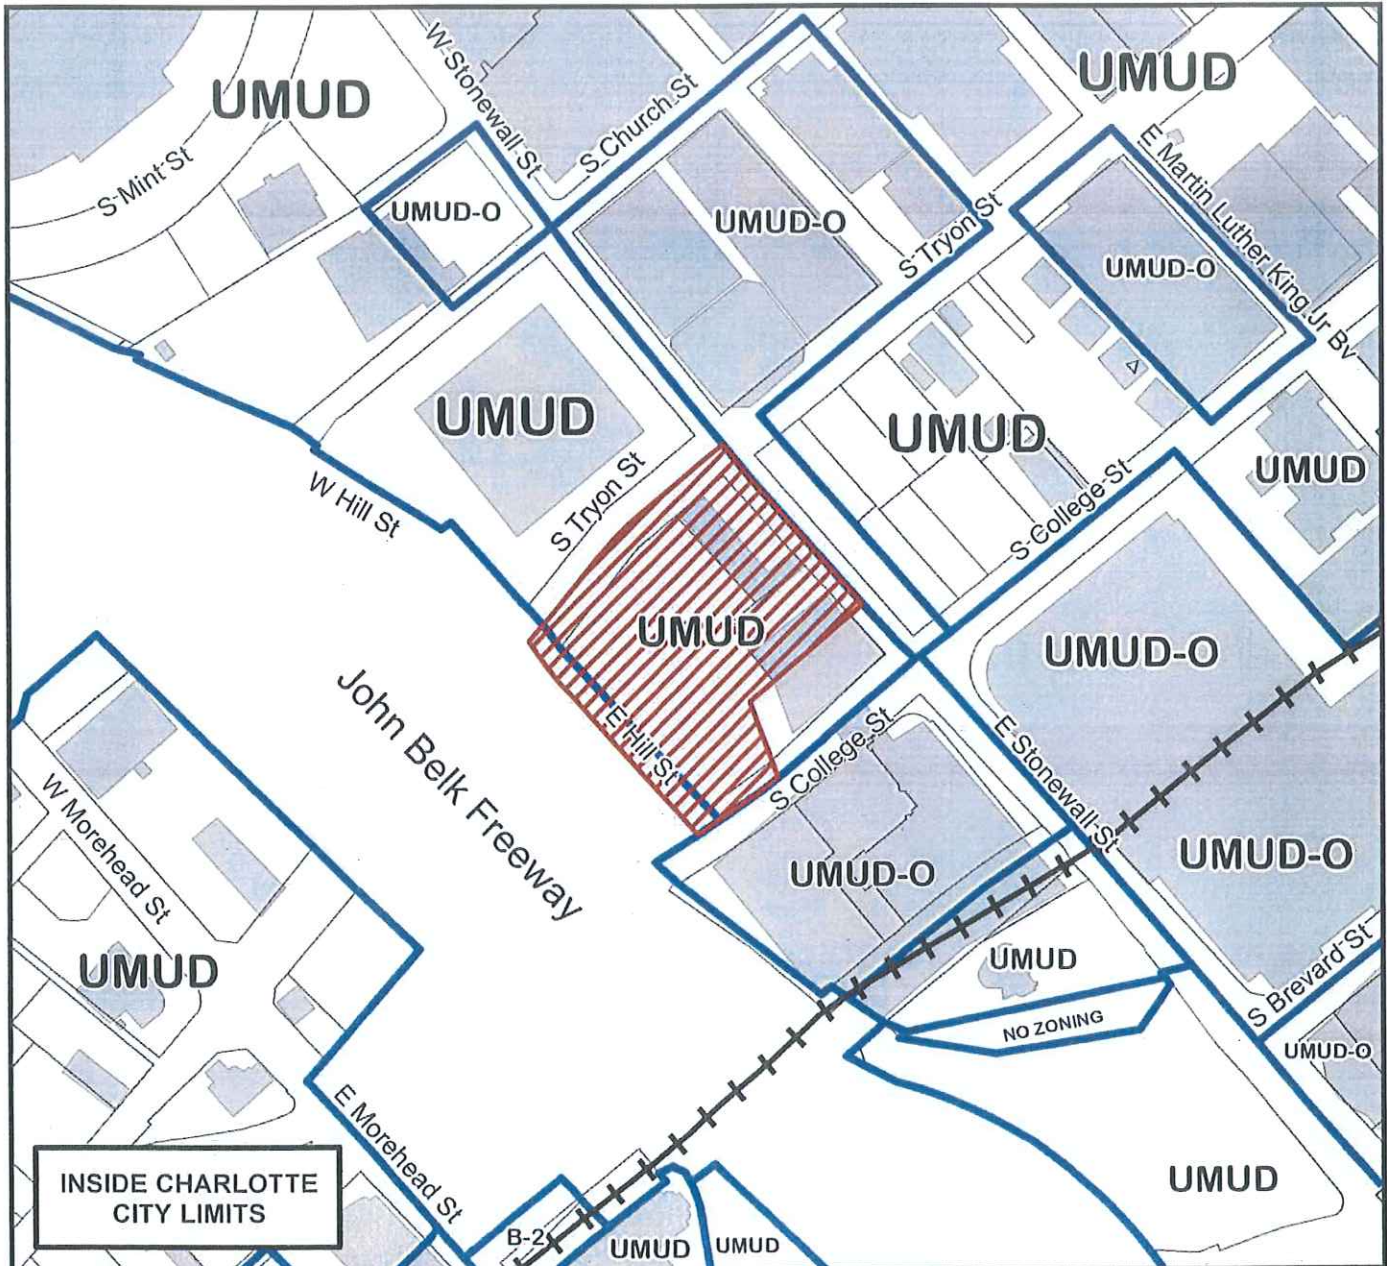 UMUD
UMUD
W Stonewall St
S Church St
E Martin Luther King Jr Bv
S Mint St
UMUD-O
UMUD-O
S Tryon St
UMUD-O
UMUD
UMUD
UMUD
S Tryon St
S College St
W Hill St
UMUD
UMUD-O
John Belk Freeway
E Hill St
S College St
E Stonewall St
W Morehead St
UMUD-O
UMUD-O
UMUD
UMUD
S Brevard St
NO ZONING
UMUD-O
E Morehead St
INSIDE CHARLOTTE
CITY LIMITS
UMUD
B-2
UMUD
UMUD